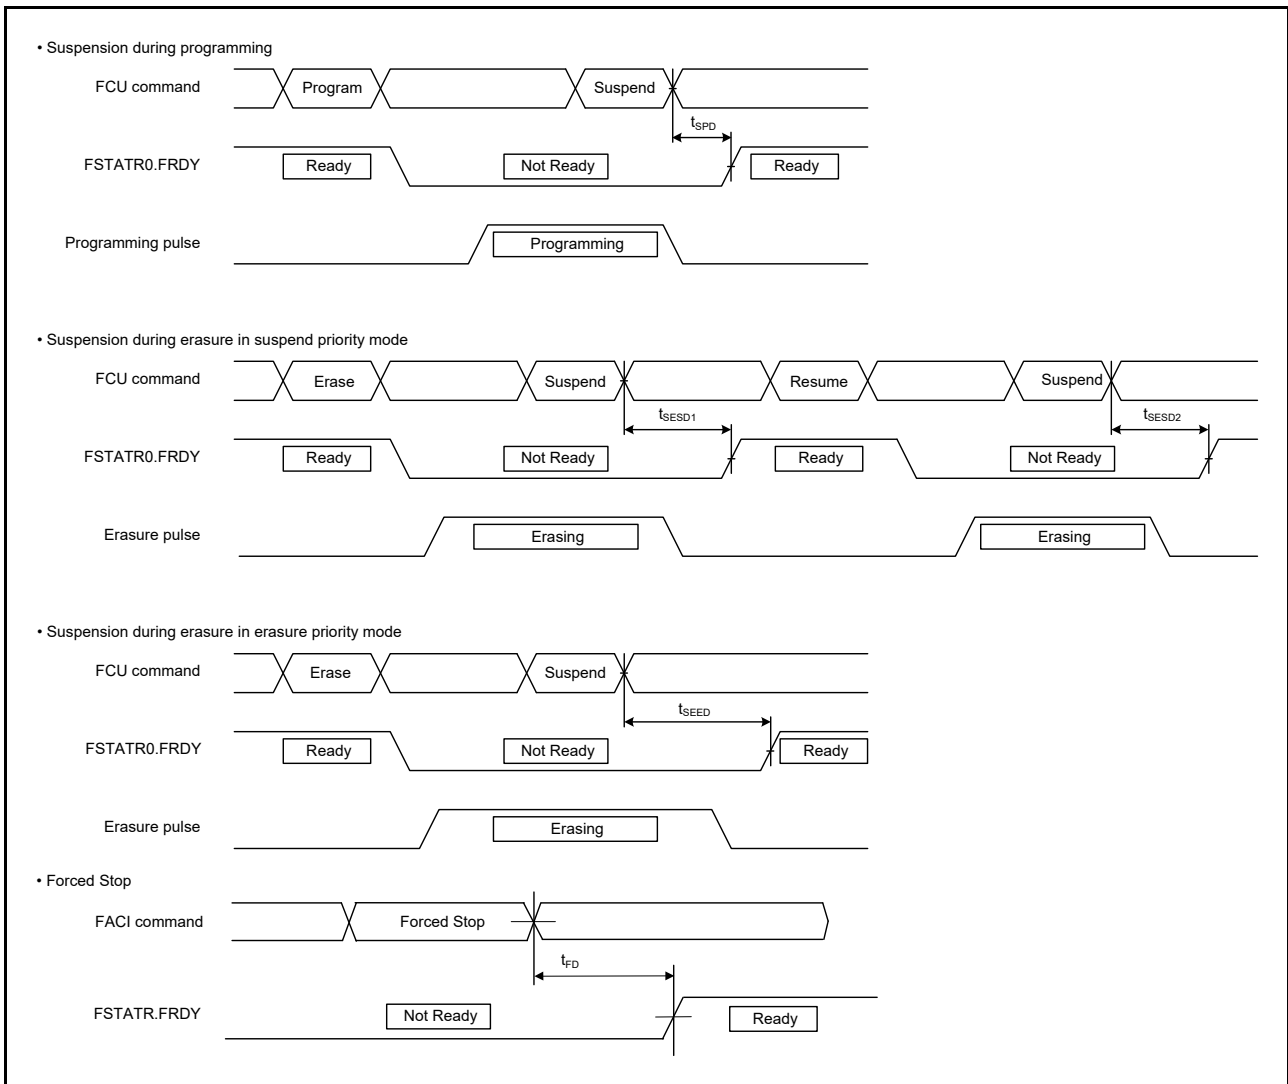 • Suspension during programming
FCU command
Program
Suspend
tSPD
FSTATR0.FRDY
Ready
Not Ready
Ready
Programming pulse
Programming
• Suspension during erasure in suspend priority mode
FCU command
Erase
Suspend
Resume
Suspend
tSESD1
tSESD2
FSTATR0.FRDY
Ready
Not Ready
Ready
Not Ready
Erasure pulse
Erasing
Erasing
• Suspension during erasure in erasure priority mode
FCU command
Erase
Suspend
tSEED
FSTATR0.FRDY
Ready
Not Ready
Ready
Erasure pulse
Erasing
• Forced Stop
FACI command
Forced Stop
tFD
FSTATR.FRDY
Not Ready
Ready